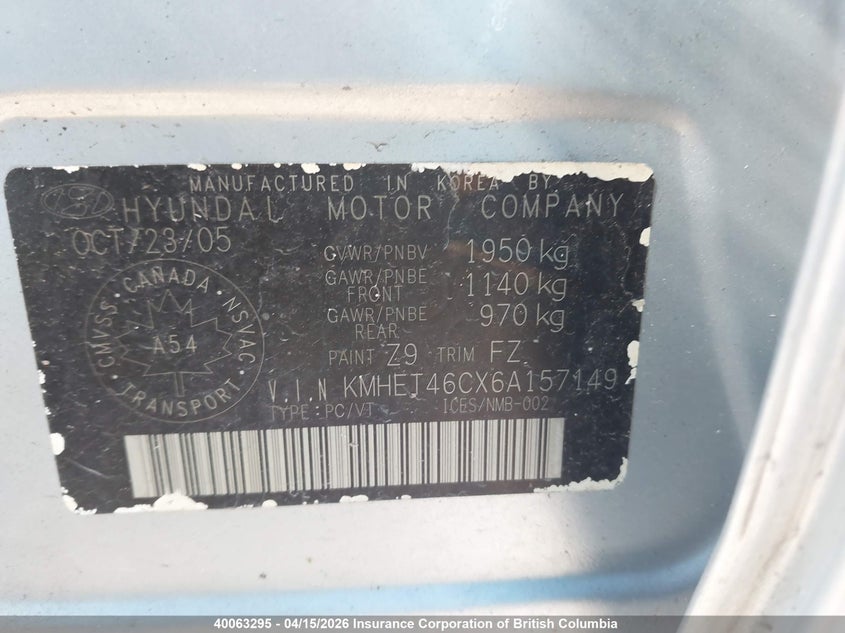 MANUFACTURED IN KOREA BY
HYUNDAI MOTOR COMPANY
OCT/23/05
GVWR/PNBV 1950 kg
GAWR/PNBE FRONT 1140 kg
GAWR/PNBE REAR 970 kg
CANADA
CMVSS NSVAC
A54
TRANSPORT
PAINT Z9 TRIM FZ
V.I.N KMHET46CX6A157149
TYPE:PC/VT ICES/NMB-002
40063295 - 04/15/2026 Insurance Corporation of British Columbia